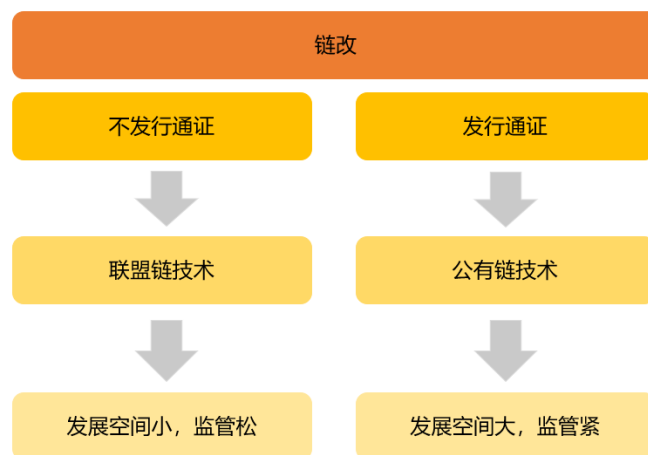 链改
不发行通证
发行通证
联盟链技术
公有链技术
发展空间小，监管松
发展空间大，监管紧